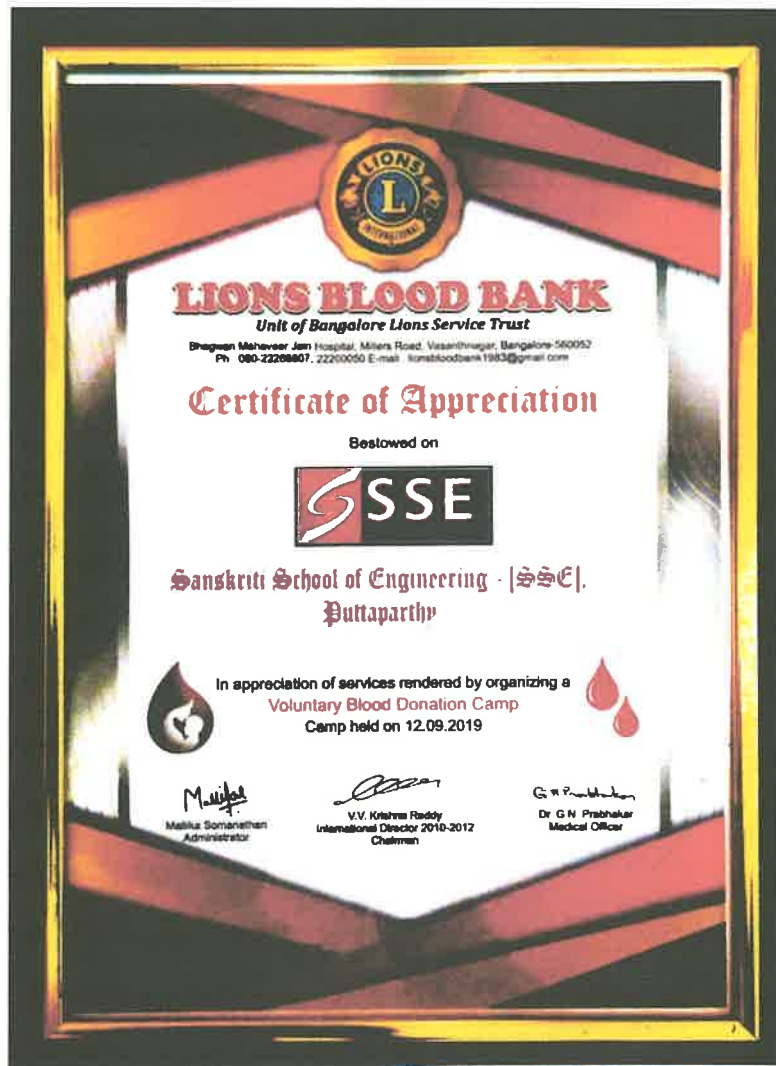 LIONS
L
INTERNATIONAL
LIONS BLOOD BANK
Unit of Bangalore Lions Service Trust
Bhagwan Mahaveer Jain Hospital, Millers Road, Vasanthnagar, Bangalore-560052
Ph : 080-22268807, 22200050 E-mail : lionsbloodbank1983@gmail.com
Certificate of Appreciation
Bestowed on
SSE
Sanskriti School of Engineering - [SSE],
Puttaparthy
In appreciation of services rendered by organizing a
Voluntary Blood Donation Camp
Camp held on 12.09.2019
Mallika Somanathan
Administrator
V.V. Krishna Reddy
International Director 2010-2012
Chairman
G N Prabhakar
Dr G N Prabhakar
Medical Officer